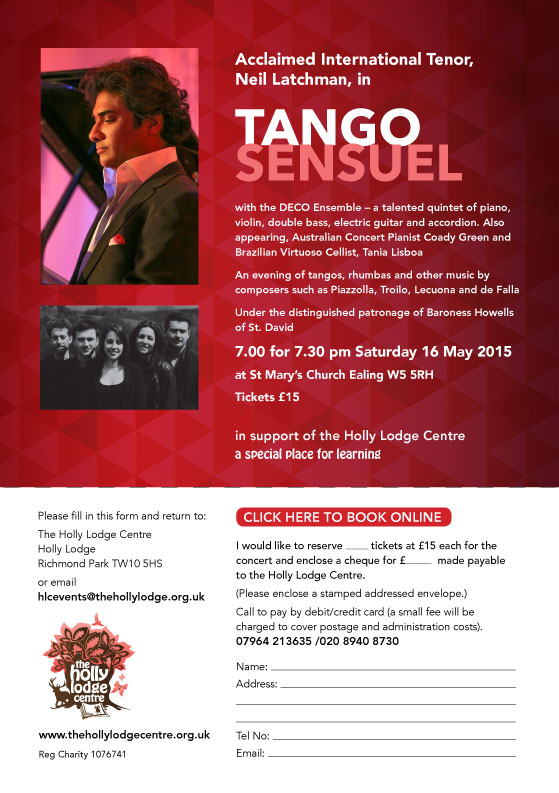 Acclaimed International Tenor,
Neil Latchman, in
TANGO
SENSUEL
with the DECO Ensemble – a talented quintet of piano,
violin, double bass, electric guitar and accordion. Also
appearing, Australian Concert Pianist Coady Green and
Brazilian Virtuoso Cellist, Tania Lisboa
An evening of tangos, rhumbas and other music by
composers such as Piazzolla, Troilo, Lecuona and de Falla
Under the distinguished patronage of Baroness Howells
of St. David
7.00 for 7.30 pm Saturday 16 May 2015
at St Mary's Church Ealing W5 5RH
Tickets £15
in support of the Holly Lodge Centre
a special place for learning
Please fill in this form and return to:
The Holly Lodge Centre
Holly Lodge
Richmond Park TW10 5HS
or email
hlcevents@thehollylodge.org.uk
the
holly
lodge
centre
www.thehollylodgecentre.org.uk
Reg Charity 1076741
CLICK HERE TO BOOK ONLINE
I would like to reserve ____ tickets at £15 each for the
concert and enclose a cheque for £_____ made payable
to the Holly Lodge Centre.
(Please enclose a stamped addressed envelope.)
Call to pay by debit/credit card (a small fee will be
charged to cover postage and administration costs).
07964 213635 /020 8940 8730
Name:
Address:
Tel No:
Email: